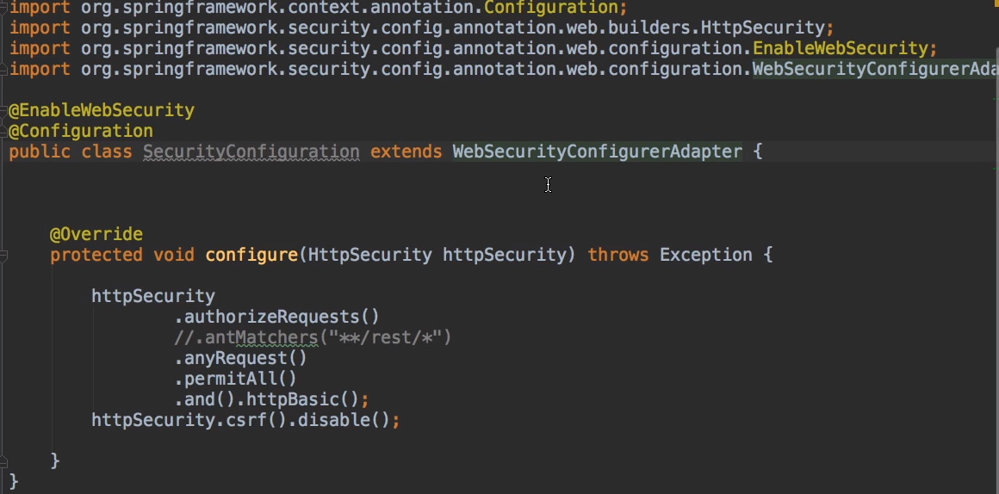 import org.springframework.context.annotation.Configuration;
import org.springframework.security.config.annotation.web.builders.HttpSecurity;
import org.springframework.security.config.annotation.web.configuration.EnableWebSecurity;
import org.springframework.security.config.annotation.web.configuration.WebSecurityConfigurerAda
@EnableWebSecurity
@Configuration
public class SecurityConfiguration extends WebSecurityConfigurerAdapter {
@Override
protected void configure(HttpSecurity httpSecurity) throws Exception {
httpSecurity
.authorizeRequests()
//.antMatchers("**/rest/*")
.anyRequest()
.permitAll()
.and().httpBasic();
httpSecurity.csrf().disable();
}
}